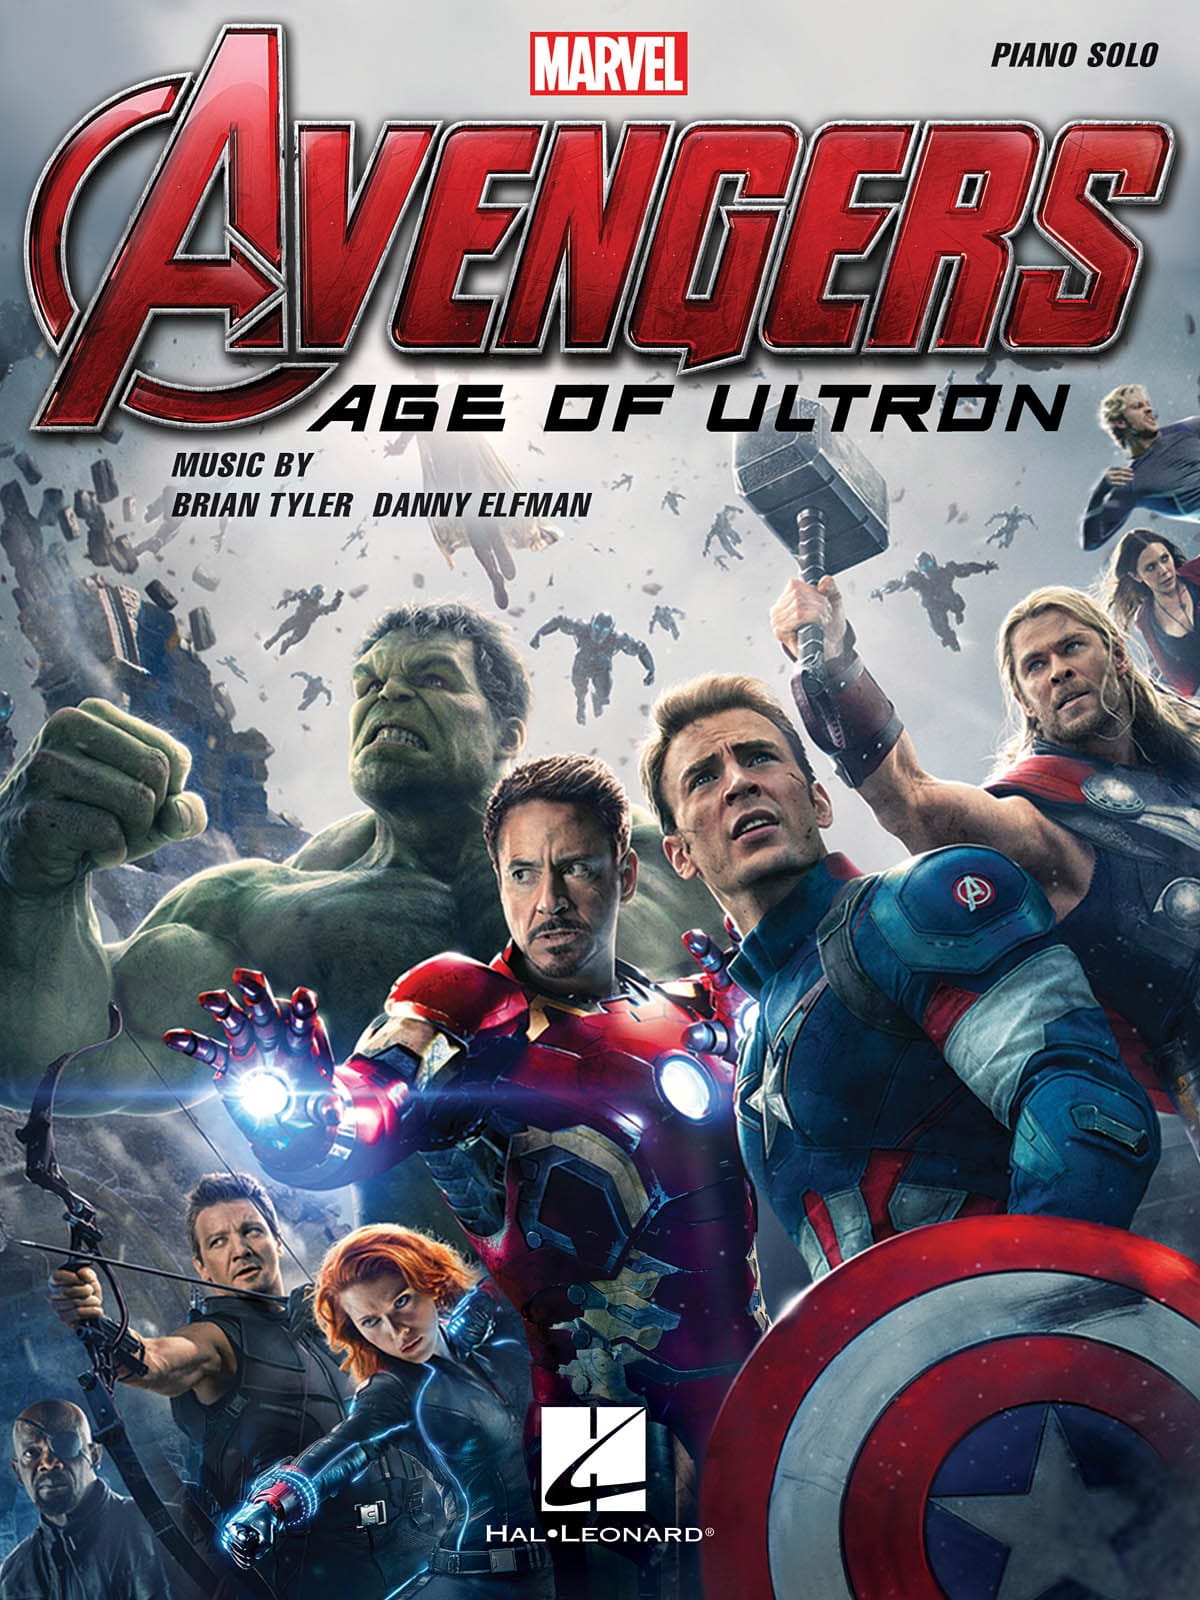 MARVEL
PIANO SOLO
AVENGERS
AGE OF ULTRON
MUSIC BY
BRIAN TYLER DANNY ELFMAN
HAL•LEONARD®